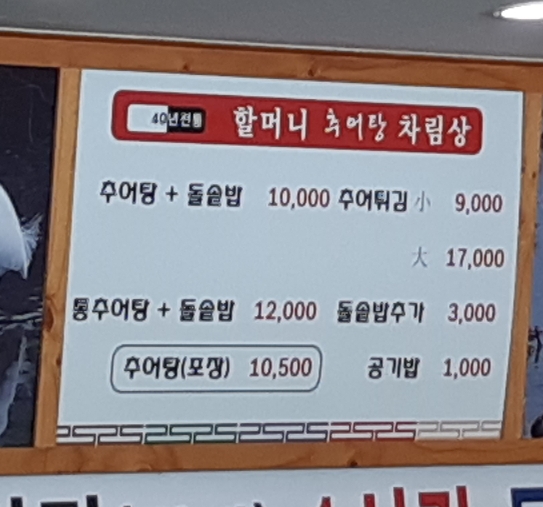 40년전통 할머니 추어탕 차림상
추어탕 + 돌솥밥 10,000 추어튀김 小 9,000
大 17,000
통추어탕 + 돌솥밥 12,000 돌솥밥추가 3,000
추어탕(포장) 10,500 공기밥 1,000